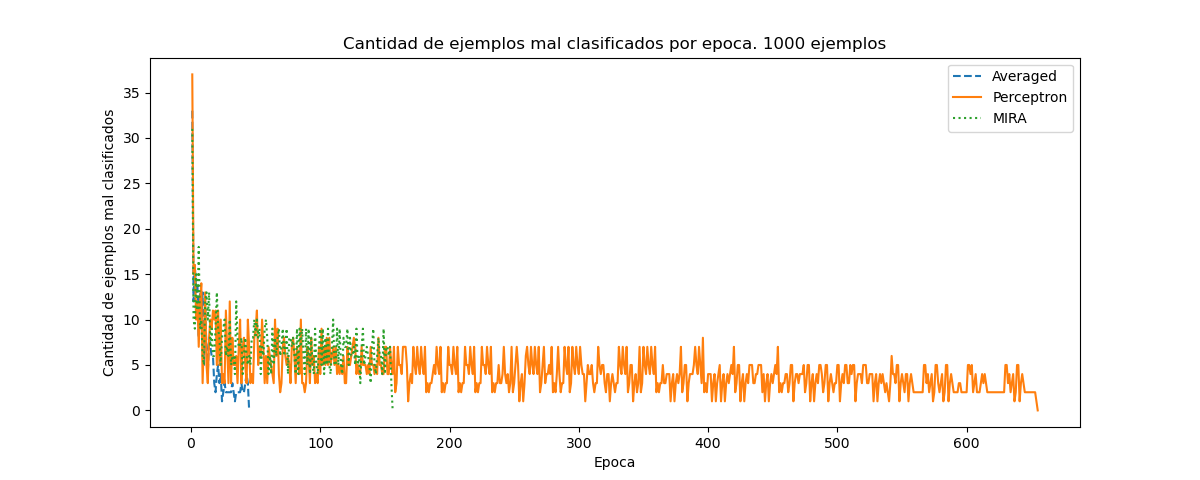 Cantidad de ejemplos mal clasificados por epoca. 1000 ejemplos
Averaged
Perceptron
MIRA
Cantidad de ejemplos mal clasificados
35
30
25
20
15
10
5
0
0 100 200 300 400 500 600
Epoca